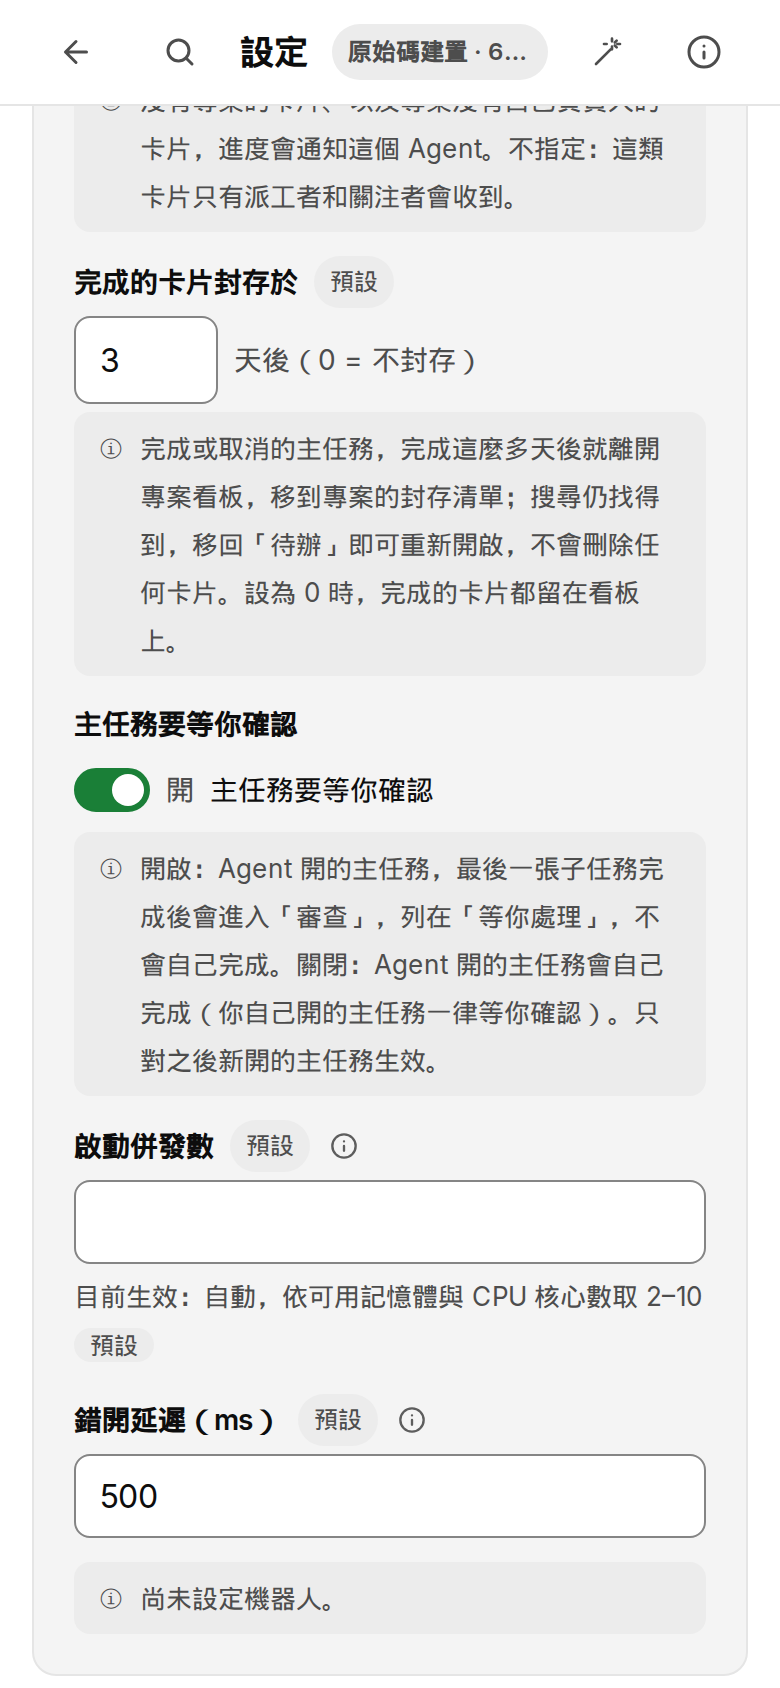 設定
原始碼建置 · 6...
卡片，進度會通知這個 Agent。不指定：這類
卡片只有派工者和關注者會收到。
完成的卡片封存於 預設
3 天後（0 = 不封存）
完成或取消的主任務，完成這麼多天後就離開
專案看板，移到專案的封存清單；搜尋仍找得
到，移回「待辦」即可重新開啟，不會刪除任
何卡片。設為 0 時，完成的卡片都留在看板
上。
主任務要等你確認
開 主任務要等你確認
開啟：Agent 開的主任務，最後一張子任務完
成後會進入「審查」，列在「等你處理」，不
會自己完成。關閉：Agent 開的主任務會自己
完成（你自己開的主任務一律等你確認）。只
對之後新開的主任務生效。
啟動併發數 預設
目前生效：自動，依可用記憶體與 CPU 核心數取 2–10
預設
錯開延遲（ms） 預設
500
尚未設定機器人。